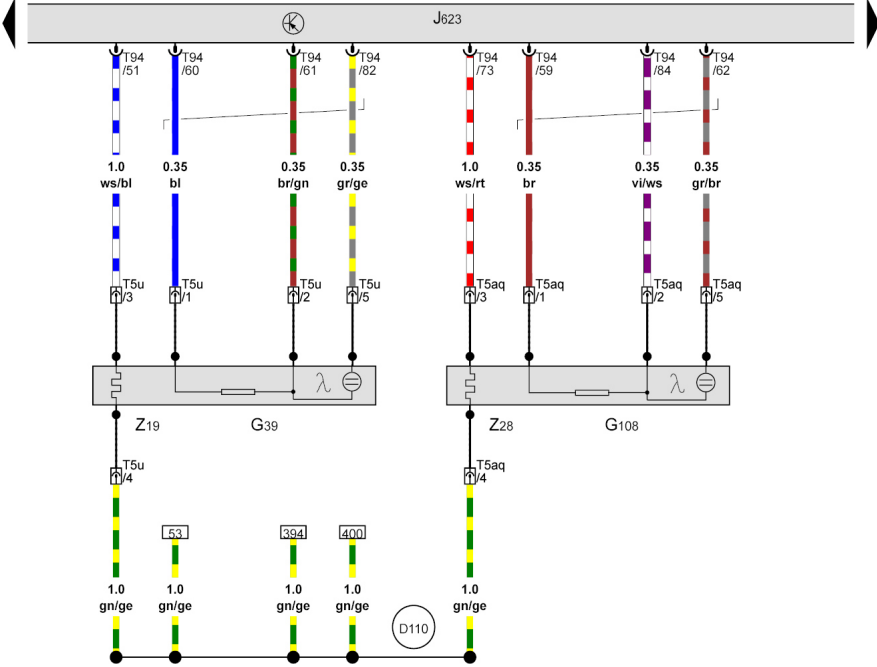 J623
T94 T94 T94 T94 T94 T94 T94 T94
/51 /60 /61 /82 /73 /59 /84 /62
1.0 0.35 0.35 0.35 1.0 0.35 0.35 0.35
ws/bl bl br/gn gr/ge ws/rt br vi/ws gr/br
T5u T5u T5u T5u T5aq T5aq T5aq T5aq
/3 /1 /2 /5 /3 /1 /2 /5
λ λ
Z19 G39 Z28 G108
T5u T5aq
/4 /4
53 394 400
1.0 1.0 1.0 1.0 1.0
gn/ge gn/ge gn/ge gn/ge gn/ge
D110